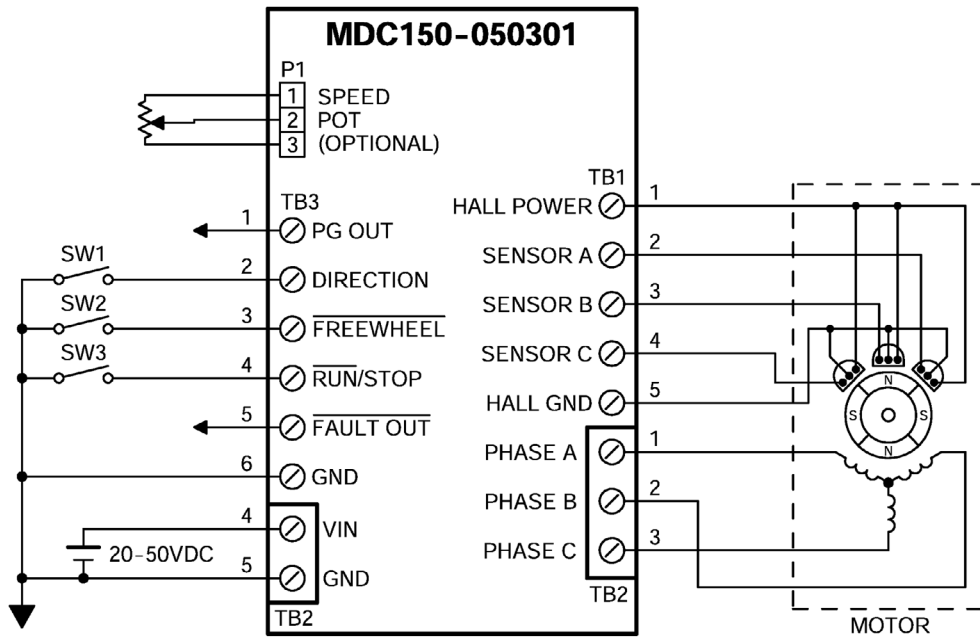 MDC150-050301
P1
1 SPEED
2 POT
3 (OPTIONAL)
TB3
1 PG OUT
SW1
2 DIRECTION
SW2
3 FREEWHEEL
SW3
4 RUN/STOP
5 FAULT OUT
6 GND
4 VIN
20-50VDC
5 GND
TB2
TB1
HALL POWER 1
SENSOR A 2
SENSOR B 3
SENSOR C 4
HALL GND 5
PHASE A 1
PHASE B 2
PHASE C 3
TB2
N
S S
N
MOTOR